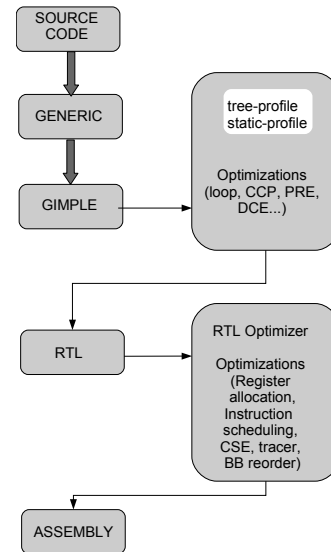 SOURCE
CODE
GENERIC
GIMPLE
tree-profile
static-profile
Optimizations
(loop, CCP, PRE,
DCE...)
RTL
RTL Optimizer
Optimizations
(Register
allocation,
Instruction
scheduling,
CSE, tracer,
BB reorder)
ASSEMBLY